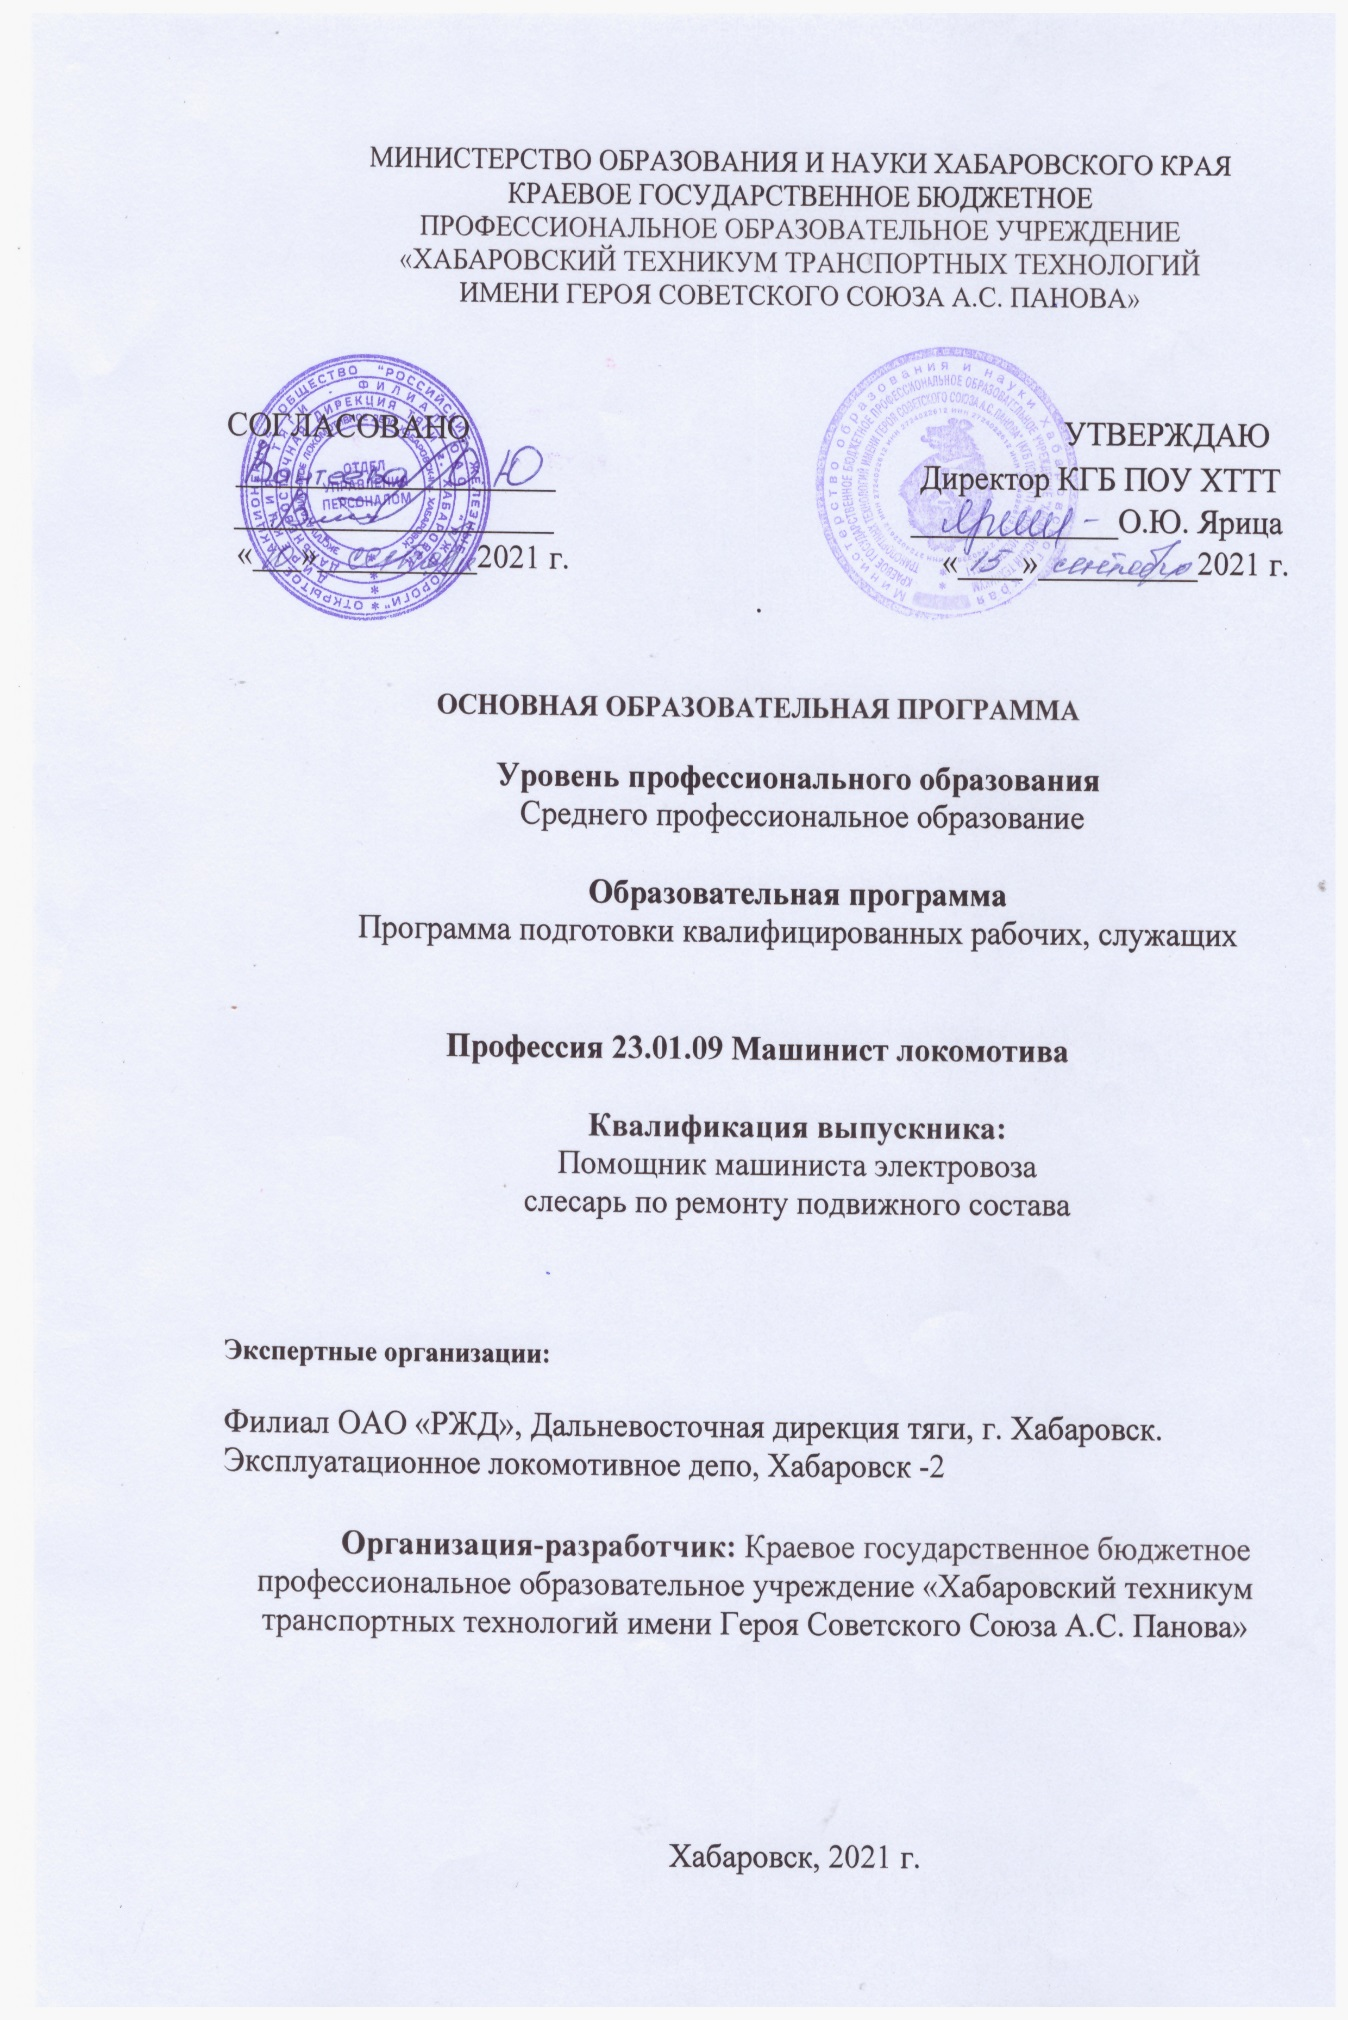 МИНИСТЕРСТВО ОБРАЗОВАНИЯ И НАУКИ ХАБАРОВСКОГО КРАЯ
КРАЕВОЕ ГОСУДАРСТВЕННОЕ БЮДЖЕТНОЕ
ПРОФЕССИОНАЛЬНОЕ ОБРАЗОВАТЕЛЬНОЕ УЧРЕЖДЕНИЕ
«ХАБАРОВСКИЙ ТЕХНИКУМ ТРАНСПОРТНЫХ ТЕХНОЛОГИЙ
ИМЕНИ ГЕРОЯ СОВЕТСКОГО СОЮЗА А.С. ПАНОВА»
СОГЛАСОВАНО
ОТДЕЛ
УПРАВЛЕНИЯ
ПЕРСОНАЛОМ
«___»__________2021 г.
УТВЕРЖДАЮ
Директор КГБ ПОУ ХТТТ
О.Ю. Ярица
«15» сентября 2021 г.
ОСНОВНАЯ ОБРАЗОВАТЕЛЬНАЯ ПРОГРАММА
Уровень профессионального образования
Среднего профессиональное образование
Образовательная программа
Программа подготовки квалифицированных рабочих, служащих
Профессия 23.01.09 Машинист локомотива
Квалификация выпускника:
Помощник машиниста электровоза
слесарь по ремонту подвижного состава
Экспертные организации:
Филиал ОАО «РЖД», Дальневосточная дирекция тяги, г. Хабаровск.
Эксплуатационное локомотивное депо, Хабаровск -2
Организация-разработчик: Краевое государственное бюджетное
профессиональное образовательное учреждение «Хабаровский техникум
транспортных технологий имени Героя Советского Союза А.С. Панова»
Хабаровск, 2021 г.